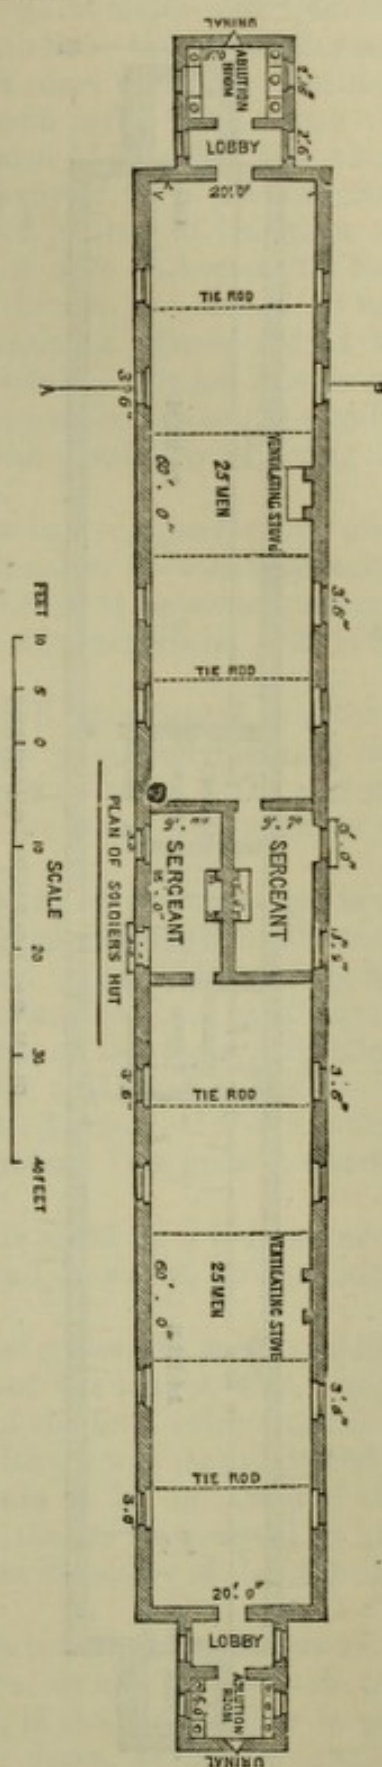 URINAL
ABLUTION
ROOM
LOBBY
2'.6"
20'.0"
TIE ROD
A
3'.6"
VENTILATING STOVE
25 MEN
60'. 0"
3'.6"
TIE ROD
SERGEANT
SERGEANT
TIE ROD
3'.6"
VENTILATING STOVE
25 MEN
60'. 0"
3'.6"
TIE ROD
3.6
20'.0"
LOBBY
ABLUTION
ROOM
URINAL
PLAN OF SOLDIERS HUT
SCALE
FEET 10 5 0 10 20 30 40 FEET